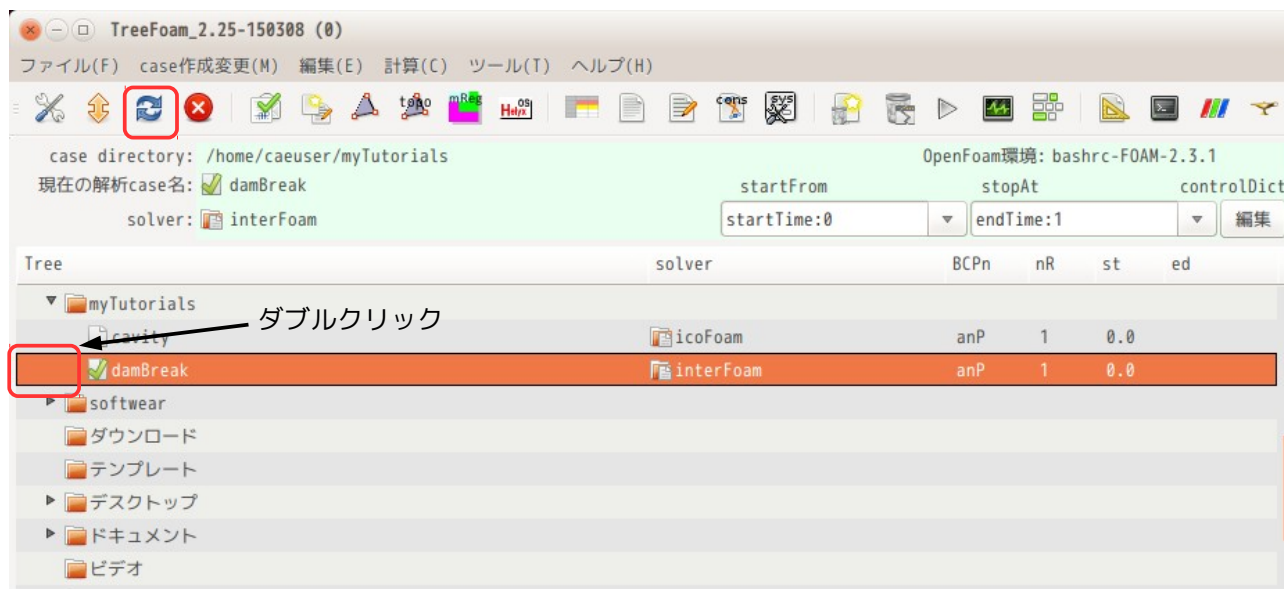 TreeFoam_2.25-150308 (0)
ファイル(F) case作成変更(M) 編集(E) 計算(C) ツール(T) ヘルプ(H)
topo mReg Helyx OS cons sys
case directory: /home/caeuser/myTutorials OpenFoam環境: bashrc-FOAM-2.3.1
現在の解析case名: damBreak startFrom stopAt controlDict
solver: interFoam startTime:0 endTime:1 編集
Tree solver BCPn nR st ed
myTutorials
ダブルクリック
cavity icoFoam anP 1 0.0
damBreak interFoam anP 1 0.0
softwear
ダウンロード
テンプレート
デスクトップ
ドキュメント
ビデオ